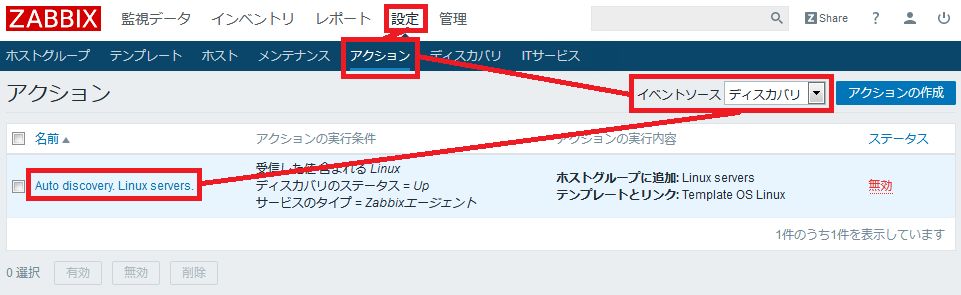 ZABBIX 監視データ インベントリ レポート 設定 管理 Share ?
ホストグループ テンプレート ホスト メンテナンス アクション ディスカバリ ITサービス
アクション イベントソース ディスカバリ アクションの作成
名前 アクションの実行条件 アクションの実行内容 ステータス
Auto discovery. Linux servers.
受信した値 含まれる Linux
ディスカバリのステータス = Up
サービスのタイプ = Zabbixエージェント
ホストグループに追加: Linux servers
テンプレートとリンク: Template OS Linux
無効
1件のうち1件を表示しています
0 選択 有効 無効 削除